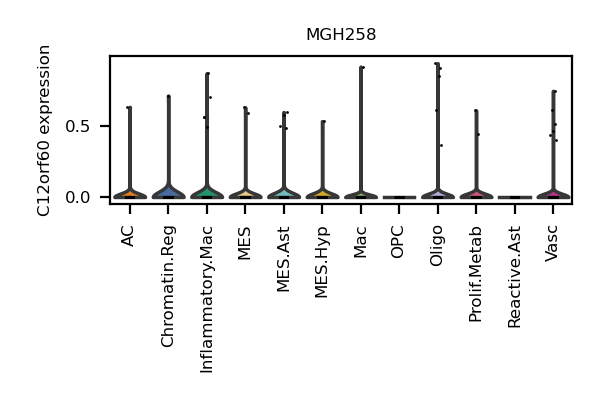 MGH258
C12orf60 expression
0.5
0.0
AC
Chromatin.Reg
Inflammatory.Mac
MES
MES.Ast
MES.Hyp
Mac
OPC
Oligo
Prolif.Metab
Reactive.Ast
Vasc